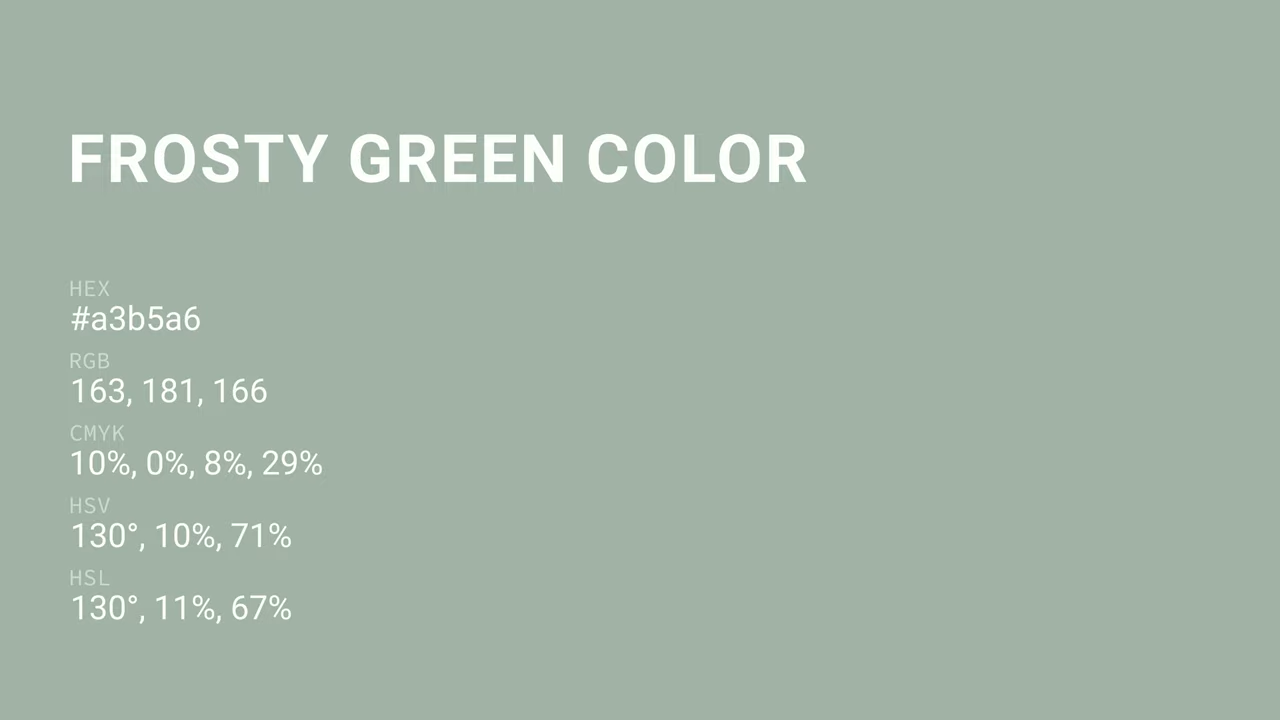 FROSTY GREEN COLOR
HEX
#a3b5a6
RGB
163, 181, 166
CMYK
10%, 0%, 8%, 29%
HSV
130°, 10%, 71%
HSL
130°, 11%, 67%